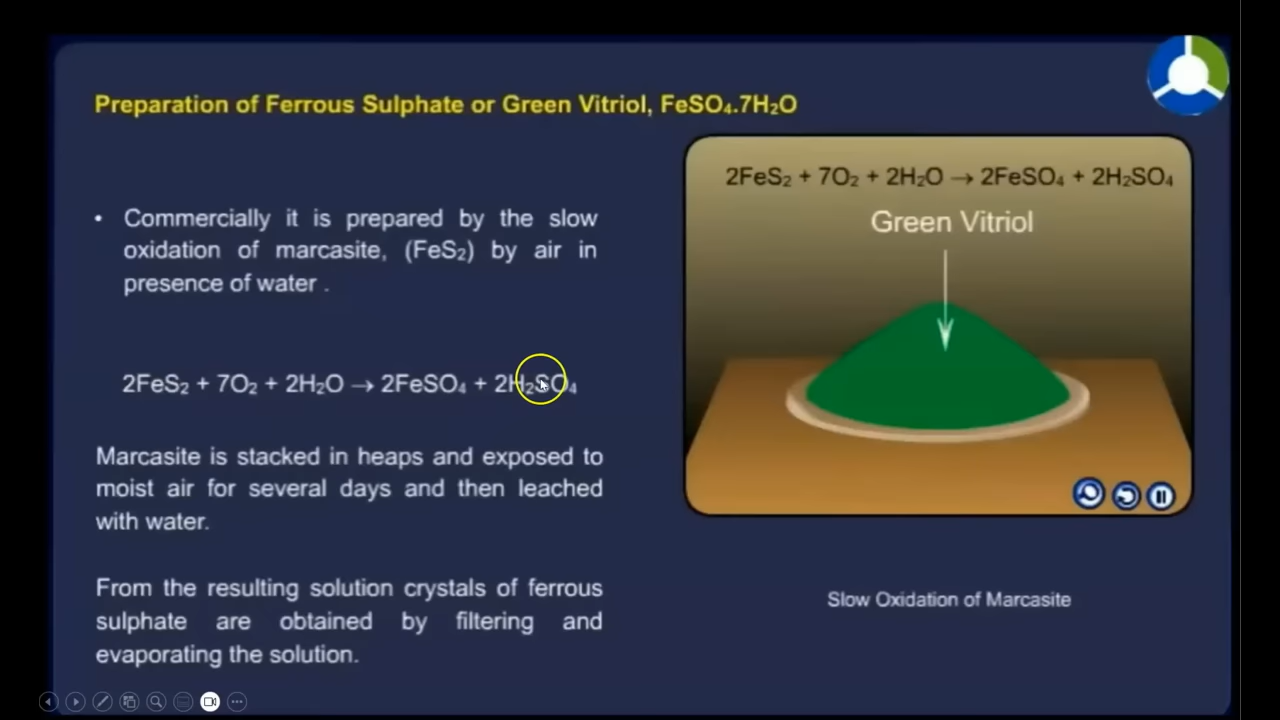 Preparation of Ferrous Sulphate or Green Vitriol, FeSO₄.7H₂O
• Commercially it is prepared by the slow
oxidation of marcasite, (FeS₂) by air in
presence of water .
2FeS₂ + 7O₂ + 2H₂O → 2FeSO₄ + 2H₂SO₄
Marcasite is stacked in heaps and exposed to
moist air for several days and then leached
with water.
From the resulting solution crystals of ferrous
sulphate are obtained by filtering and
evaporating the solution.
2FeS₂ + 7O₂ + 2H₂O → 2FeSO₄ + 2H₂SO₄
Green Vitriol
Slow Oxidation of Marcasite